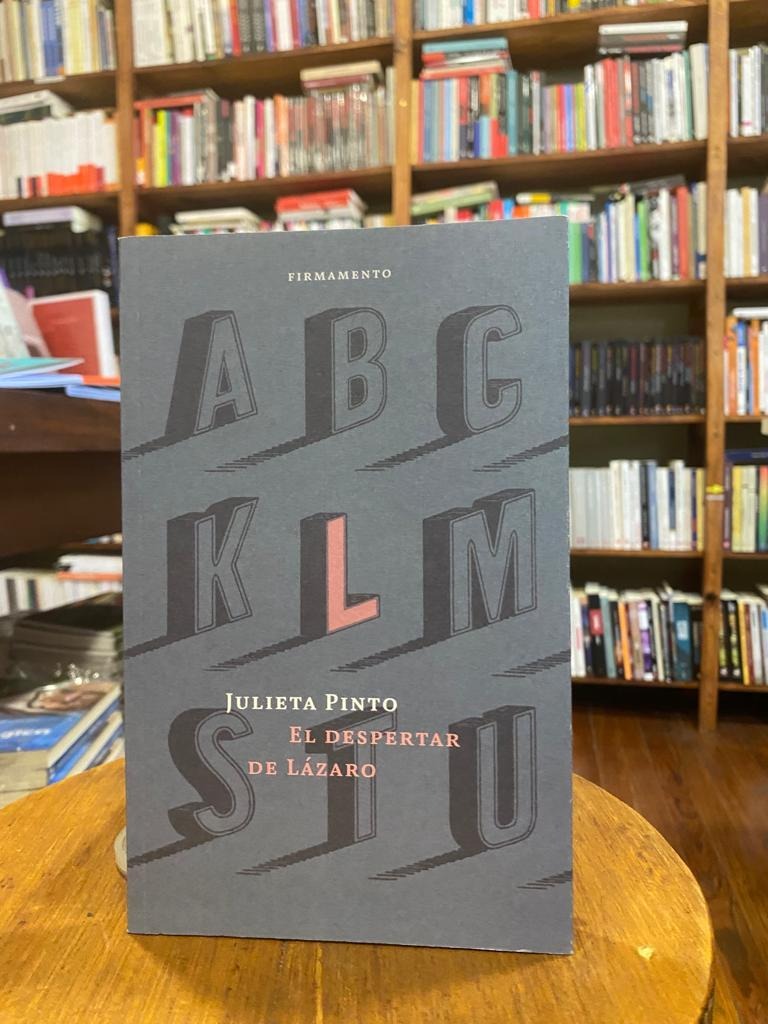 FIRMAMENTO
A B C
K L M
JULIETA PINTO
EL DESPERTAR
DE LÁZARO
S T U